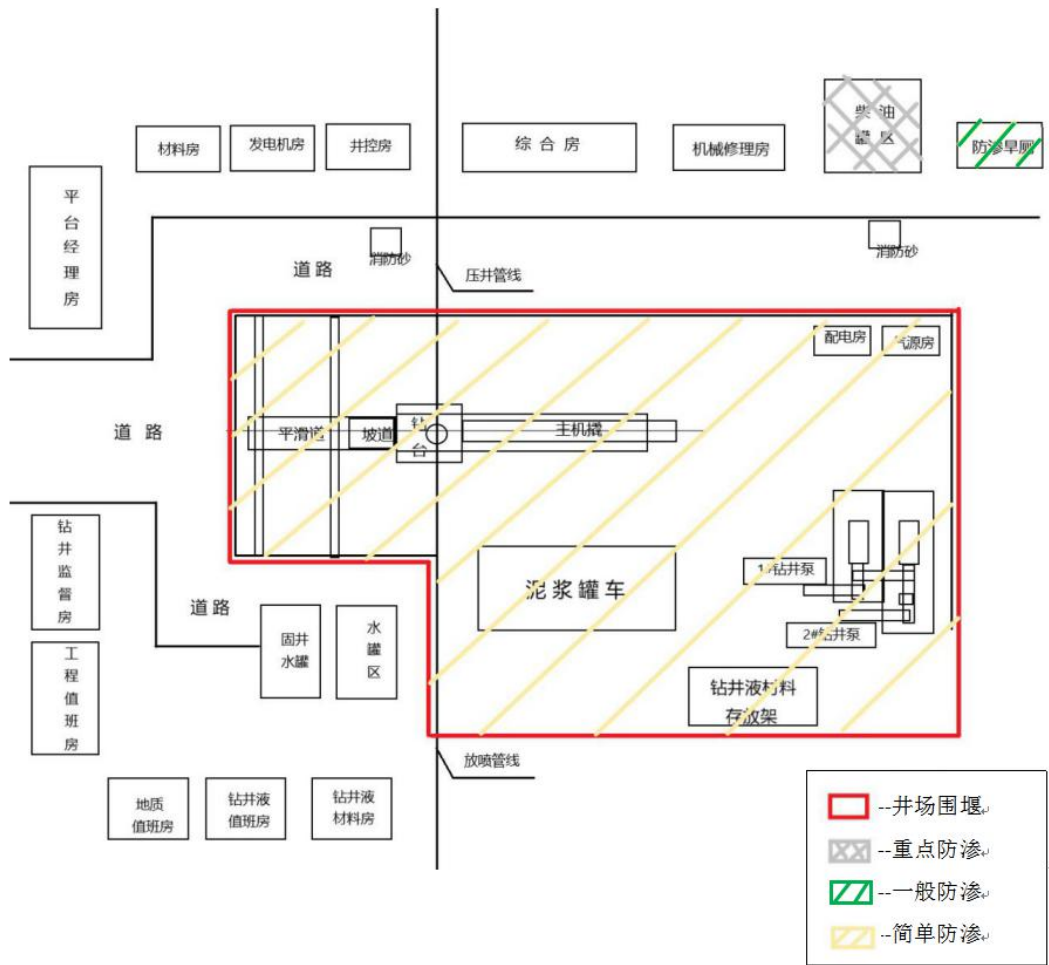 柴油
罐区
材料房
发电机房
井控房
综合房
机械修理房
防渗旱厕
平台经理房
消防砂
消防砂
道路
压井管线
配电房
气源房
道路
平滑道
坡道
钻台
主机撬
钻井监督房
1#钻井泵
泥浆罐车
道路
固井
水罐
水罐区
2#钻井泵
工程值班房
钻井液材料
存放架
放喷管线
地质
值班房
钻井液
值班房
钻井液
材料房
--井场围堰
--重点防渗
--一般防渗
--简单防渗